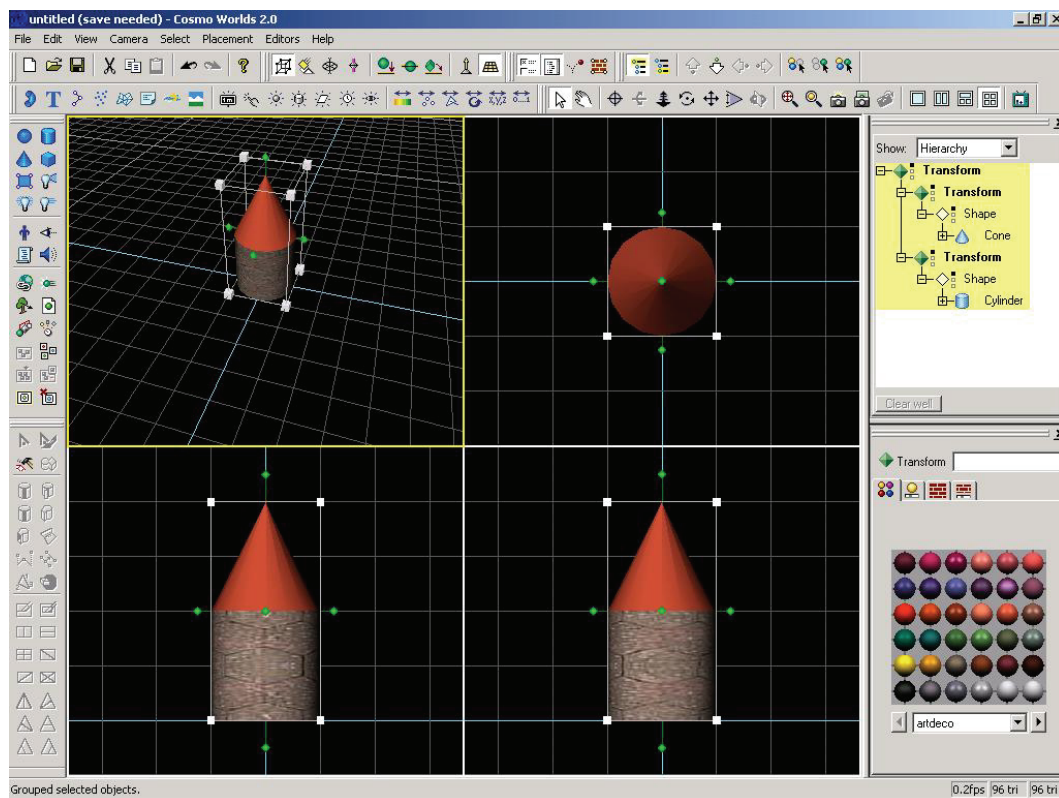 untitled (save needed) - Cosmo Worlds 2.0
File Edit View Camera Select Placement Editors Help
Show: Hierarchy
Transform
Transform
Shape
Cone
Transform
Shape
Cylinder
Clear well
Transform
artdeco
Grouped selected objects.
0.2fps 96 tri 96 tri